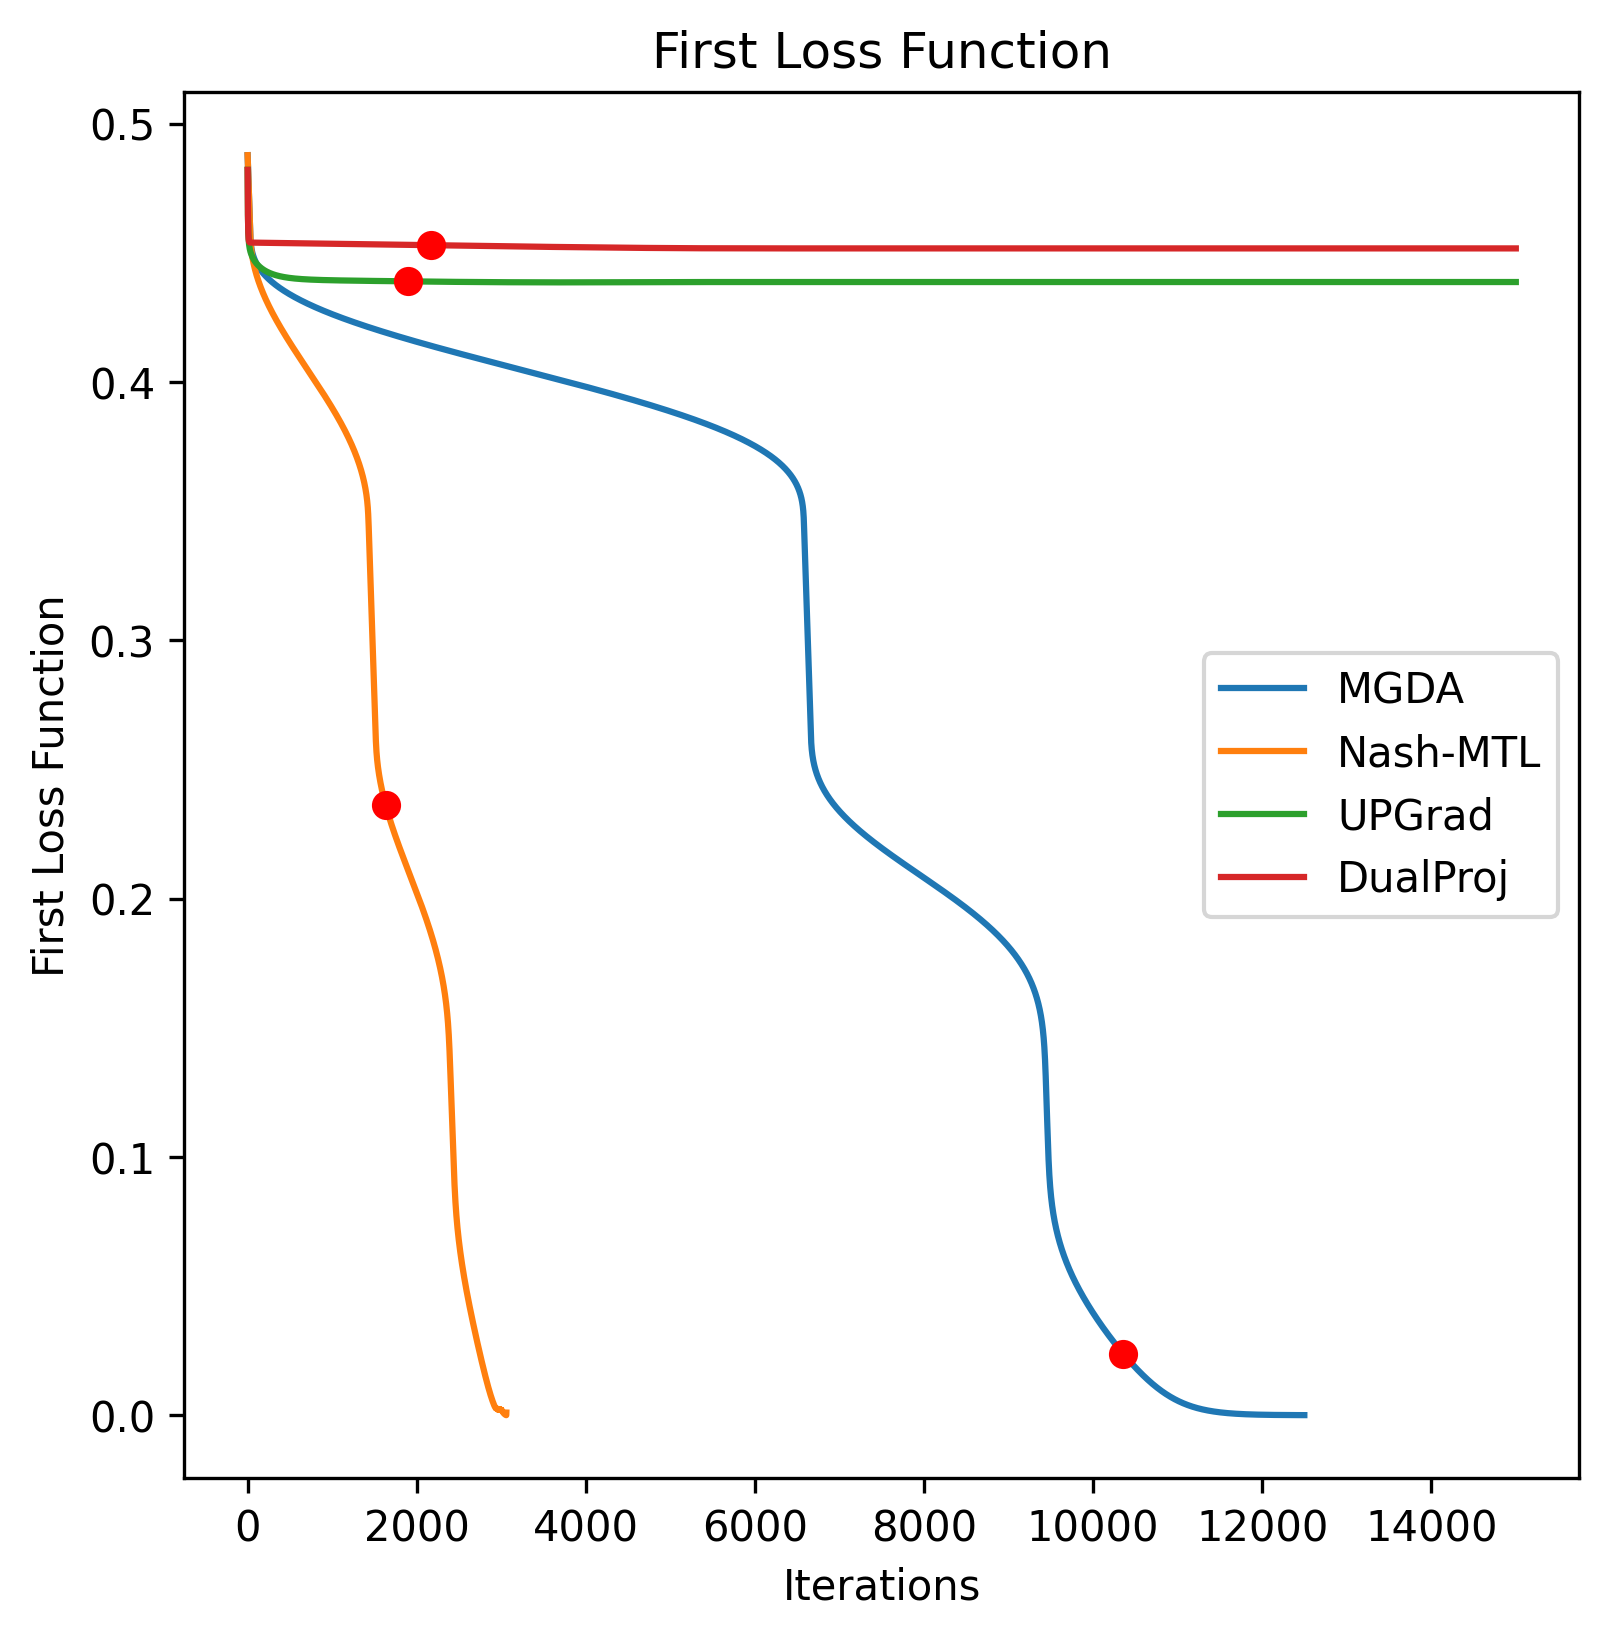 First Loss Function
0.5
0.4
0.3
0.2
0.1
0.0
First Loss Function
MGDA
Nash-MTL
UPGrad
DualProj
0 2000 4000 6000 8000 10000 12000 14000
Iterations